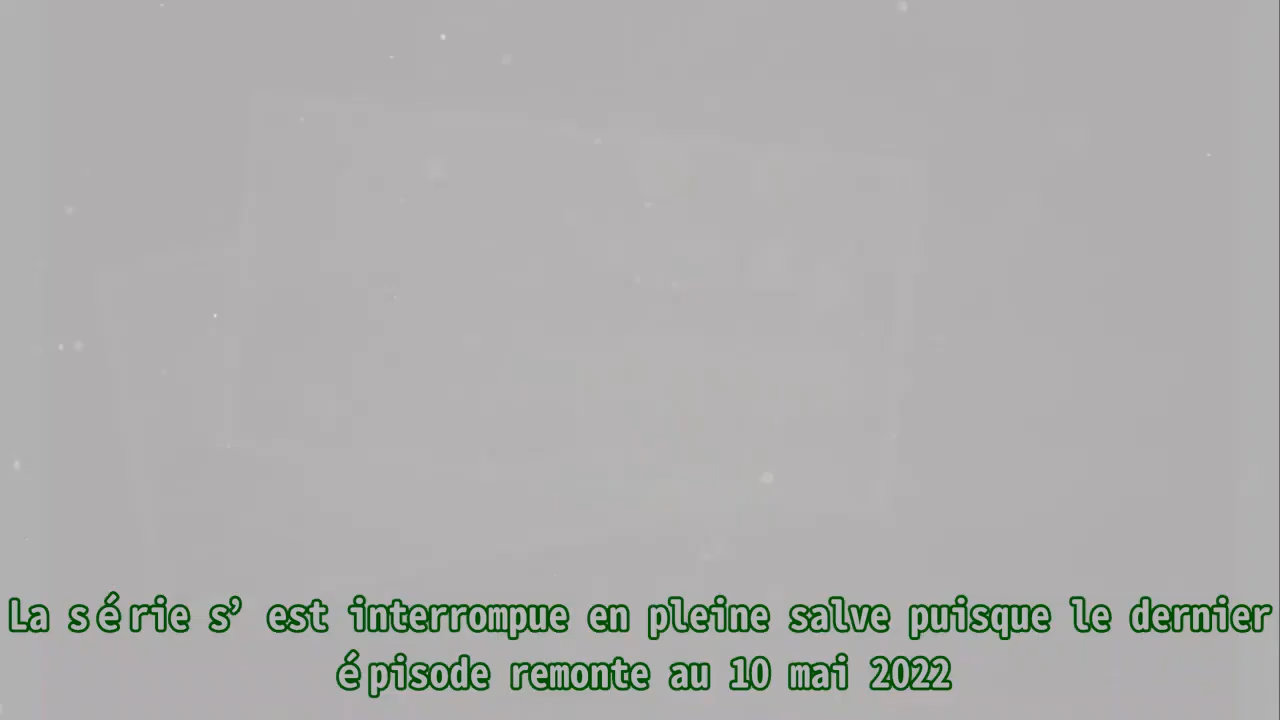 La série s’ est interrompue en pleine salve puisque le dernier
épisode remonte au 10 mai 2022